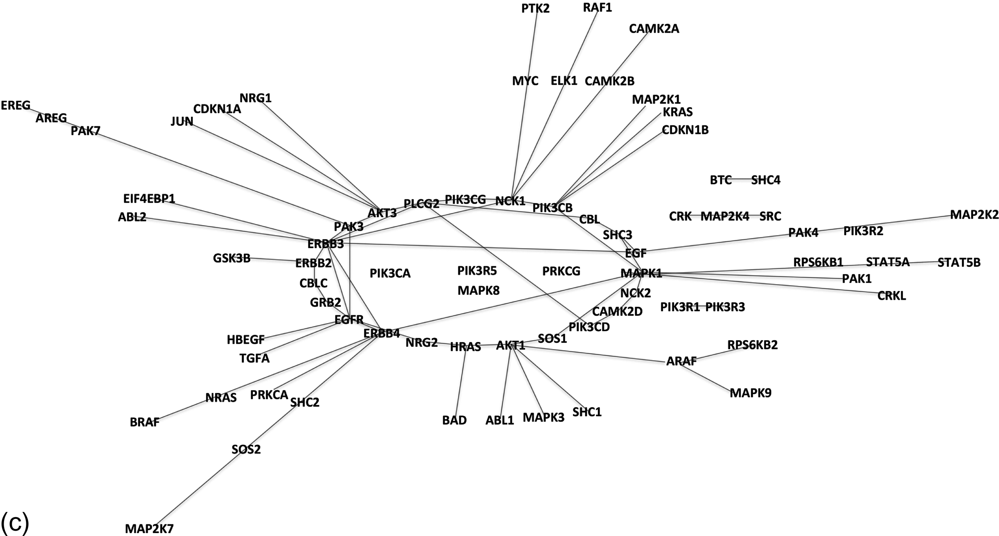 PTK2
RAF1
CAMK2A
MYC
ELK1
CAMK2B
NRG1
MAP2K1
EREG
CDKN1A
KRAS
AREG
JUN
CDKN1B
PAK7
BTC
SHC4
EIF4EBP1
PIK3CG
NCK1
PLCG2
PIK3CB
AKT3
ABL2
CRK
MAP2K4
SRC
MAP2K2
CBL
PAK3
PIK3R2
PAK4
SHC3
ERBB3
EGF
GSK3B
ERBB2
RPS6KB1
STAT5A
STAT5B
PIK3CA
PIK3R5
PRKCG
MAPK1
PAK1
CBLC
MAPK8
NCK2
CRKL
GRB2
PIK3R1
PIK3R3
CAMK2D
EGFR
PIK3CD
ERBB4
HBEGF
SOS1
NRG2
HRAS
AKT1
RPS6KB2
TGFA
ARAF
MAPK9
PRKCA
NRAS
SHC2
SHC1
MAPK3
BAD
ABL1
BRAF
SOS2
(c)
MAP2K7